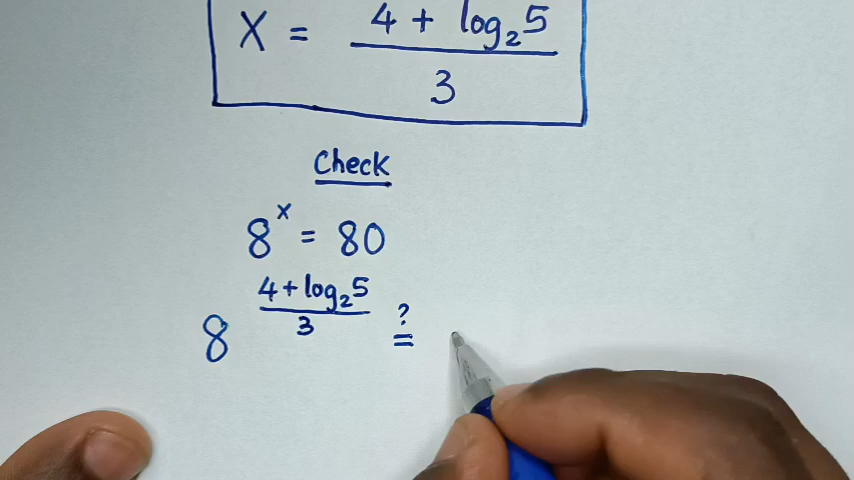 x = (4 + log₂5)/3
Check
8ˣ = 80
8^((4+log₂5)/3) ≟